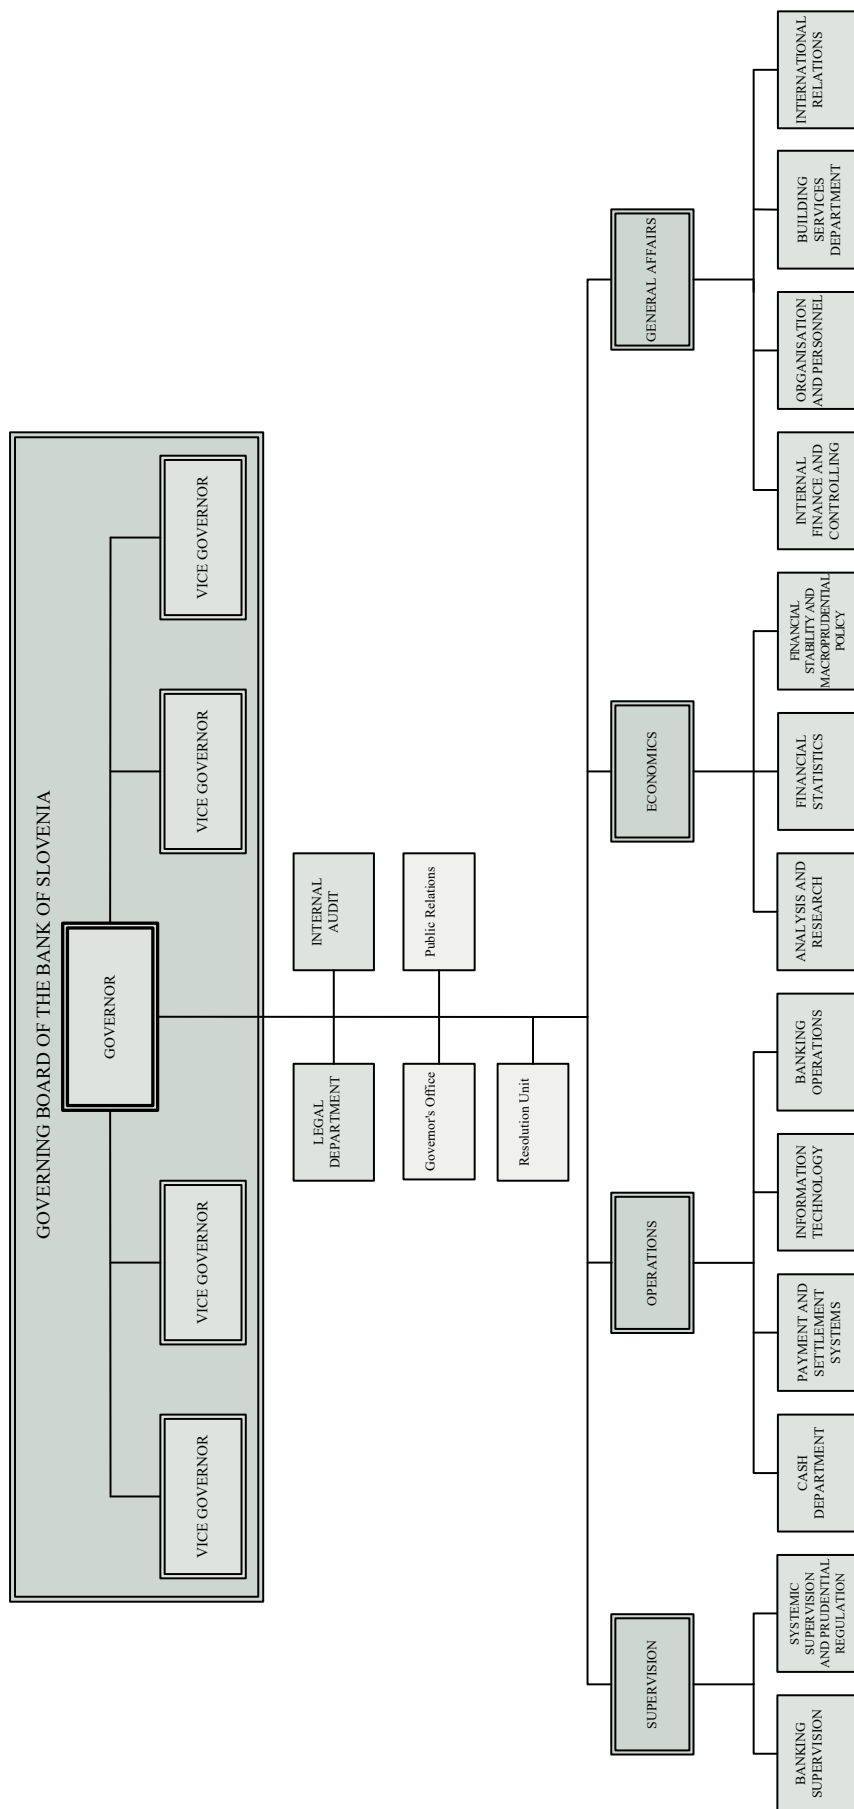 GOVERNING BOARD OF THE BANK OF SLOVENIA
GOVERNOR
VICE GOVERNOR
VICE GOVERNOR
VICE GOVERNOR
VICE GOVERNOR
LEGAL
DEPARTMENT
INTERNAL
AUDIT
Governor's Office
Public Relations
Resolution Unit
SUPERVISION
OPERATIONS
ECONOMICS
GENERAL AFFAIRS
BANKING
SUPERVISION
SYSTEMIC
SUPERVISION
AND PRUDENTIAL
REGULATION
CASH
DEPARTMENT
PAYMENT AND
SETTLEMENT
SYSTEMS
INFORMATION
TECHNOLOGY
BANKING
OPERATIONS
ANALYSIS AND
RESEARCH
FINANCIAL
STATISTICS
FINANCIAL
STABILITY AND
MACROPRUDENTIAL
POLICY
INTERNAL
FINANCE AND
CONTROLLING
ORGANISATION
AND PERSONNEL
BUILDING
SERVICES
DEPARTMENT
INTERNATIONAL
RELATIONS